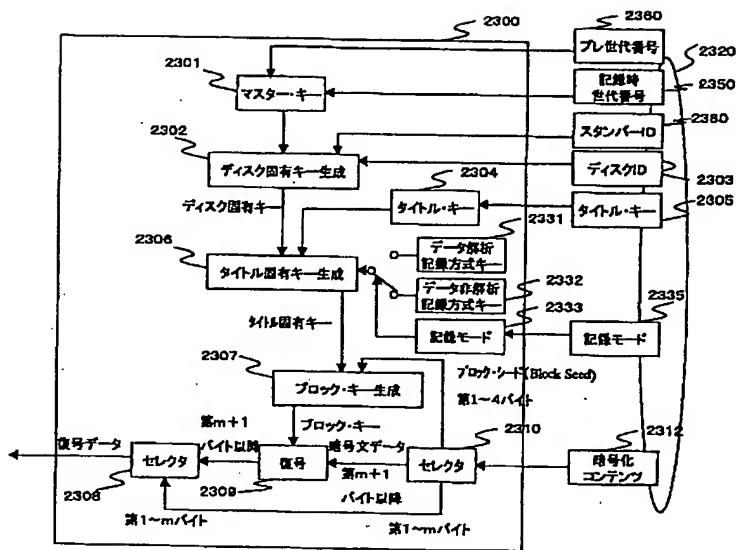 2300
2360
プレ世代番号
2320
2301
記録時
世代番号
2350
マスター・キー
2380
スタンパーID
2302
2304
ディスクID
2303
ディスク固有キー生成
ディスク固有キー
タイトル・キー
タイトル・キー
2305
2331
2306
データ解析
記録方式キー
2332
タイトル固有キー生成
データ非解析
記録方式キー
2333
2335
タイトル固有キー
記録モード
記録モード
2307
ブロック・シード(Block Seed)
第1~4バイト
ブロック・キー生成
第m+1
バイト以降
ブロック・キー
暗号文データ
2310
2312
復号データ
セレクタ
復号
第m+1
バイト以降
セレクタ
暗号化
コンテンツ
2308
2309
第1~mバイト
第1~mバイト